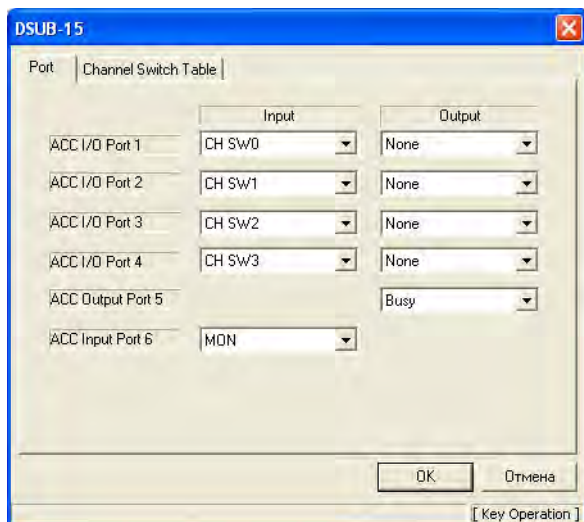 DSUB-15
Port Channel Switch Table
Input Output
ACC I/O Port 1 CH SW0 None
ACC I/O Port 2 CH SW1 None
ACC I/O Port 3 CH SW2 None
ACC I/O Port 4 CH SW3 None
ACC Output Port 5 Busy
ACC Input Port 6 MON
OK Отмена
[ Key Operation ]